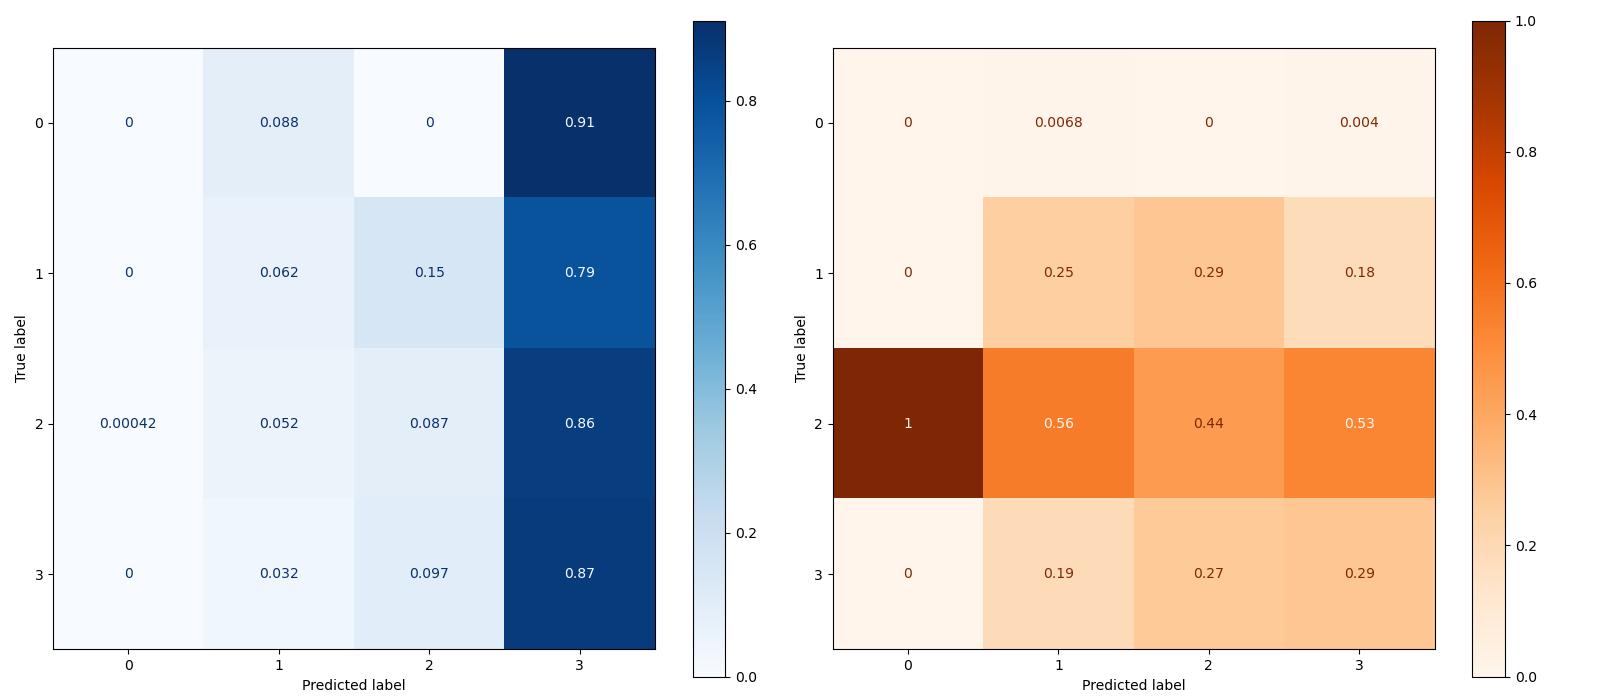 0 0 0.088 0 0.91
1 0 0.062 0.15 0.79
2 0.00042 0.052 0.087 0.86
3 0 0.032 0.097 0.87
0 1 2 3
True label
Predicted label
0.8
0.6
0.4
0.2
0.0
0 0 0.0068 0 0.004
1 0 0.25 0.29 0.18
2 1 0.56 0.44 0.53
3 0 0.19 0.27 0.29
0 1 2 3
True label
Predicted label
1.0
0.8
0.6
0.4
0.2
0.0